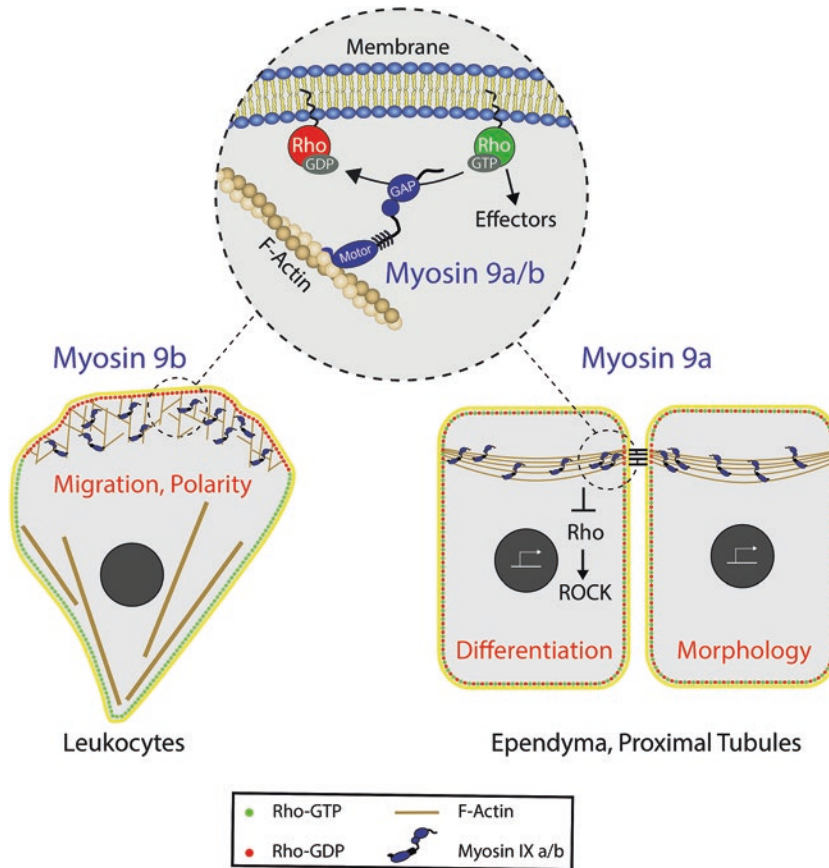 Membrane
Rho
GDP
Rho
GTP
GAP
Effectors
Motor
F-Actin
Myosin 9a/b
Myosin 9b
Myosin 9a
Migration, Polarity
Rho
ROCK
Differentiation
Morphology
Leukocytes
Ependyma, Proximal Tubules
Rho-GTP
F-Actin
Rho-GDP
Myosin IX a/b